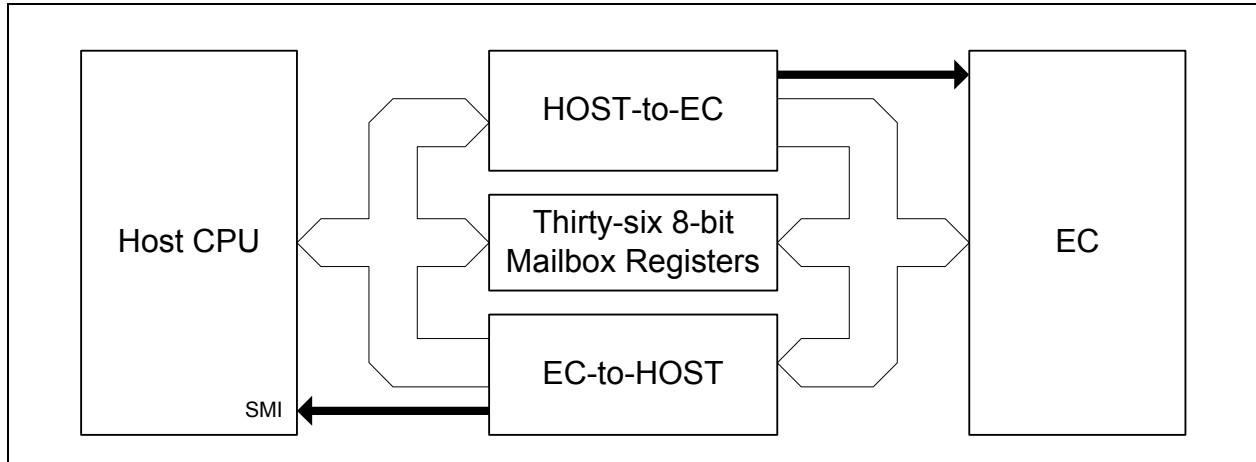 HOST-to-EC
Host CPU
Thirty-six 8-bit
Mailbox Registers
EC
EC-to-HOST
SMI